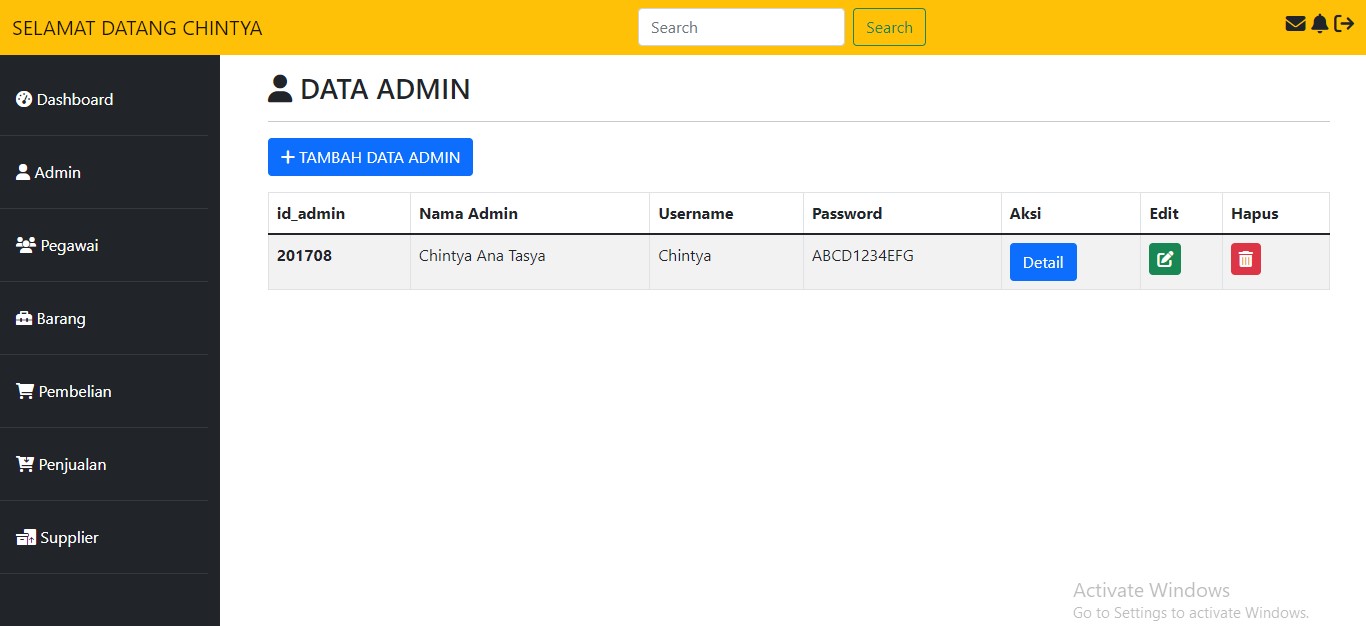 SELAMAT DATANG CHINTYA
Search Search
Dashboard
Admin
Pegawai
Barang
Pembelian
Penjualan
Supplier
DATA ADMIN
TAMBAH DATA ADMIN
id_admin Nama Admin Username Password Aksi Edit Hapus
201708 Chintya Ana Tasya Chintya ABCD1234EFG Detail
Activate Windows
Go to Settings to activate Windows.